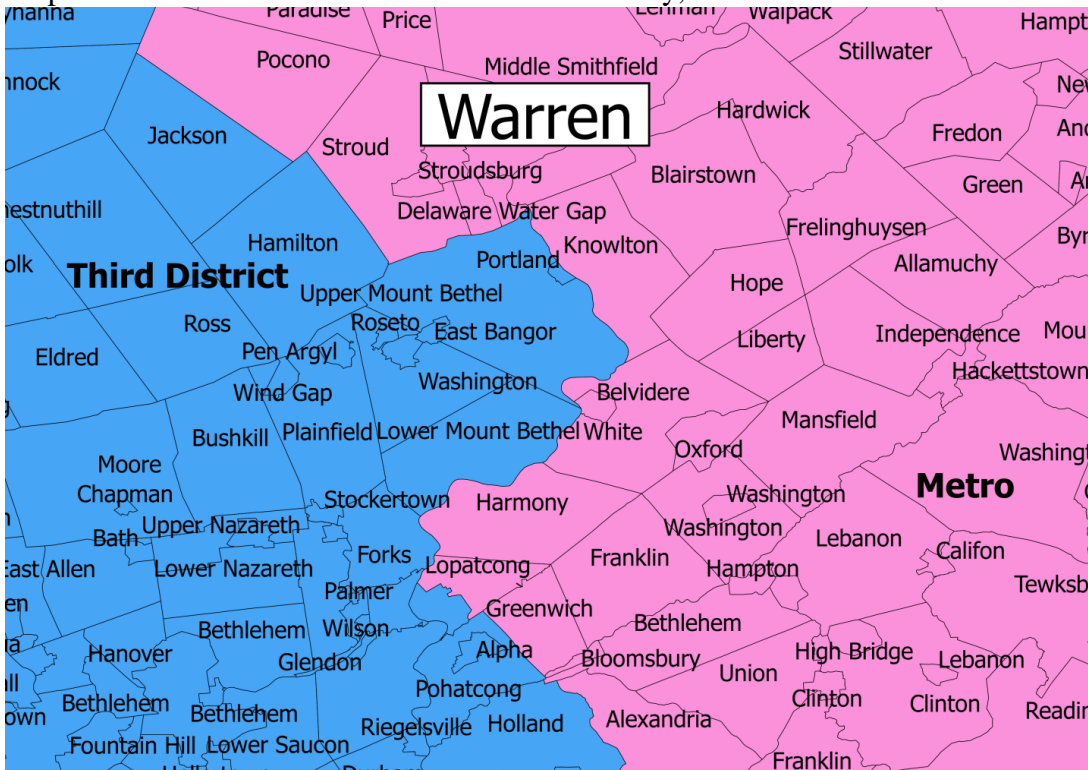 Paradise
Price
Walpack
Pocono
Stillwater
Middle Smithfield
Warren
Hardwick
Jackson
Fredon
Stroud
Stroudsburg
Blairstown
Green
Delaware Water Gap
Frelinghuysen
Hamilton
Knowlton
Portland
Allamuchy
Third District
Hope
Upper Mount Bethel
Ross
Roseto
East Bangor
Liberty
Independence
Eldred
Pen Argyl
Hackettstown
Washington
Wind Gap
Belvidere
Mansfield
Bushkill
Plainfield
Lower Mount Bethel
White
Oxford
Moore
Chapman
Stockertown
Harmony
Washington
Metro
Bath
Upper Nazareth
Washington
Lebanon
Califon
East Allen
Lower Nazareth
Forks
Lopatcong
Franklin
Hampton
Palmer
Greenwich
Bethlehem
Wilson
Bethlehem
Hanover
Glendon
Alpha
Bloomsbury
High Bridge
Lebanon
Union
Pohatcong
Bethlehem
Bethlehem
Clinton
Clinton
Riegelsville
Holland
Alexandria
Fountain Hill
Lower Saucon
Franklin